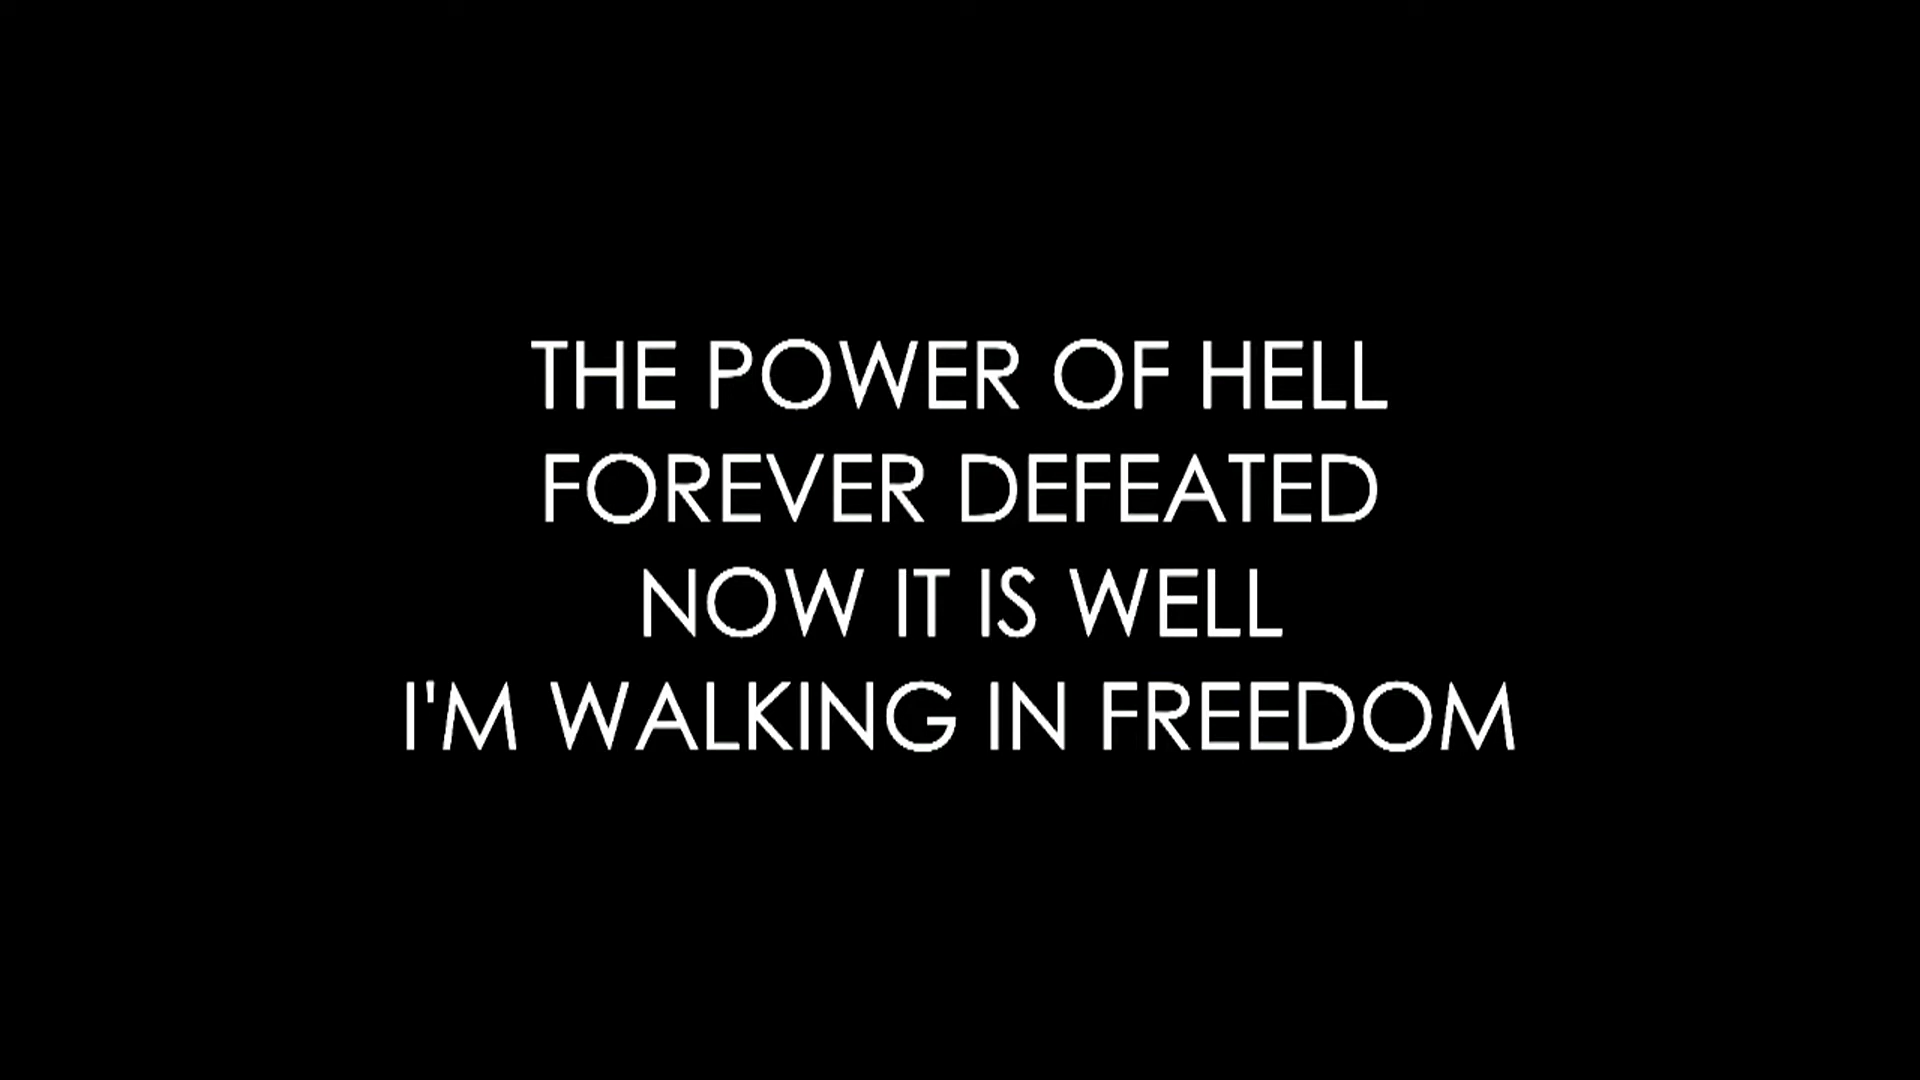 THE POWER OF HELL
FOREVER DEFEATED
NOW IT IS WELL
I'M WALKING IN FREEDOM